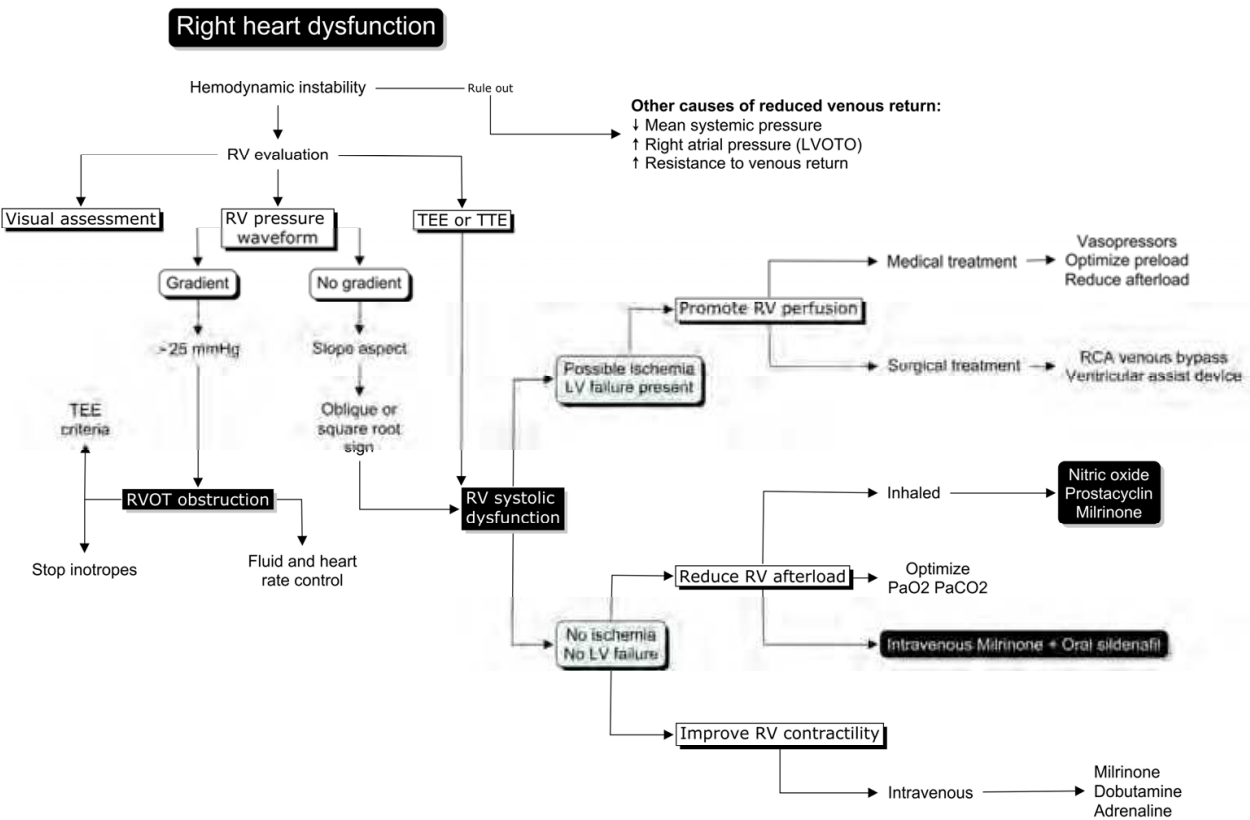 Right heart dysfunction
Hemodynamic instability
Rule out
Other causes of reduced venous return:
↓ Mean systemic pressure
↑ Right atrial pressure (LVOTO)
↑ Resistance to venous return
RV evaluation
Visual assessment
RV pressure
waveform
TEE or TTE
Gradient
No gradient
>25 mmHg
Slope aspect
Oblique or
square root
sign
TEE
criteria
RVOT obstruction
Stop inotropes
Fluid and heart
rate control
RV systolic
dysfunction
Possible ischemia
LV failure present
Promote RV perfusion
Medical treatment
Vasopressors
Optimize preload
Reduce afterload
Surgical treatment
RCA venous bypass
Ventricular assist device
No ischemia
No LV failure
Reduce RV afterload
Inhaled
Nitric oxide
Prostacyclin
Milrinone
Optimize
PaO2 PaCO2
Intravenous Milrinone + Oral sildenafil
Improve RV contractility
Intravenous
Milrinone
Dobutamine
Adrenaline